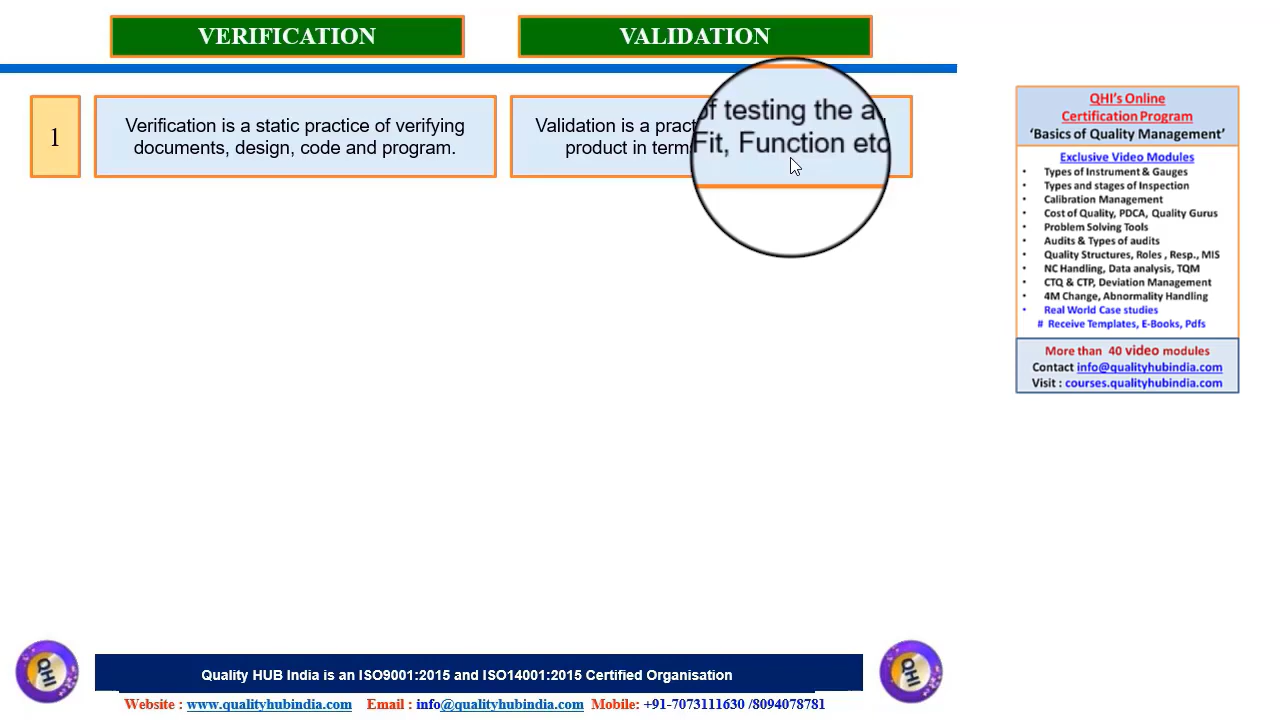 VERIFICATION
VALIDATION
1
Verification is a static practice of verifying
documents, design, code and program.
Validation is a pract of testing the a
product in term Fit, Function etc
QHI's Online
Certification Program
‘Basics of Quality Management’
Exclusive Video Modules
• Types of Instrument & Gauges
• Types and stages of Inspection
• Calibration Management
• Cost of Quality, PDCA, Quality Gurus
• Problem Solving Tools
• Audits & Types of audits
• Quality Structures, Roles , Resp., MIS
• NC Handling, Data analysis, TQM
• CTQ & CTP, Deviation Management
• 4M Change, Abnormality Handling
• Real World Case studies
# Receive Templates, E-Books, Pdfs
More than 40 video modules
Contact info@qualityhubindia.com
Visit : courses.qualityhubindia.com
QHI
Quality HUB India is an ISO9001:2015 and ISO14001:2015 Certified Organisation
QHI
Website : www.qualityhubindia.com Email : info@qualityhubindia.com Mobile: +91-7073111630 /8094078781